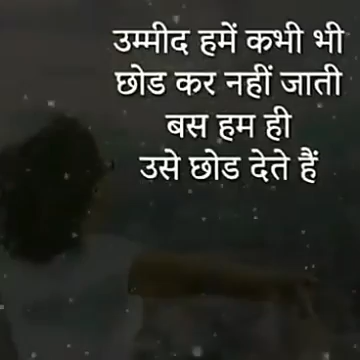 उम्मीद हमें कभी भी
छोड कर नहीं जाती
बस हम ही
उसे छोड देते हैं